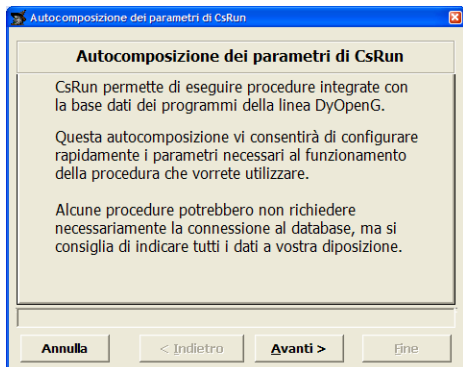 Autocomposizione dei parametri di CsRun
Autocomposizione dei parametri di CsRun
CsRun permette di eseguire procedure integrate con
la base dati dei programmi della linea DyOpenG.
Questa autocomposizione vi consentirà di configurare
rapidamente i parametri necessari al funzionamento
della procedura che vorrete utilizzare.
Alcune procedure potrebbero non richiedere
necessariamente la connessione al database, ma si
consiglia di indicare tutti i dati a vostra diposizione.
Annulla < Indietro Avanti > Fine